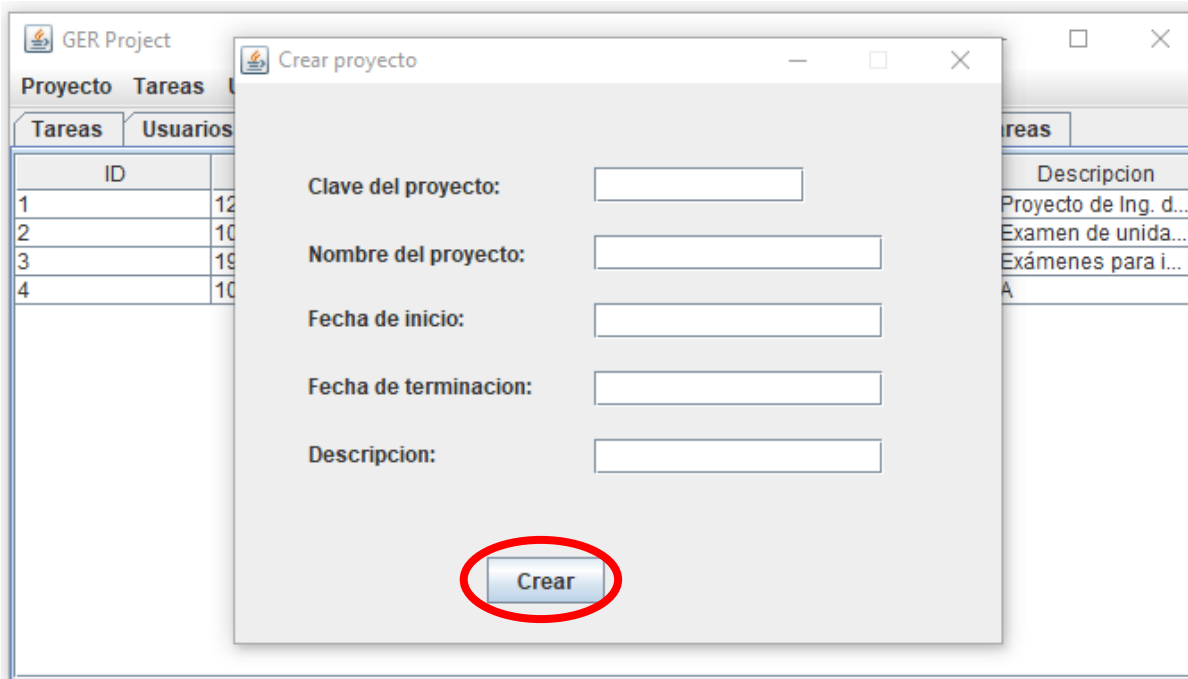 GER Project
Crear proyecto
Proyecto Tareas
Tareas Usuarios
ID Descripcion
1 12 Proyecto de Ing. d...
2 10 Examen de unida...
3 19 Exámenes para i...
4 10 A
Clave del proyecto:
Nombre del proyecto:
Fecha de inicio:
Fecha de terminacion:
Descripcion:
Crear